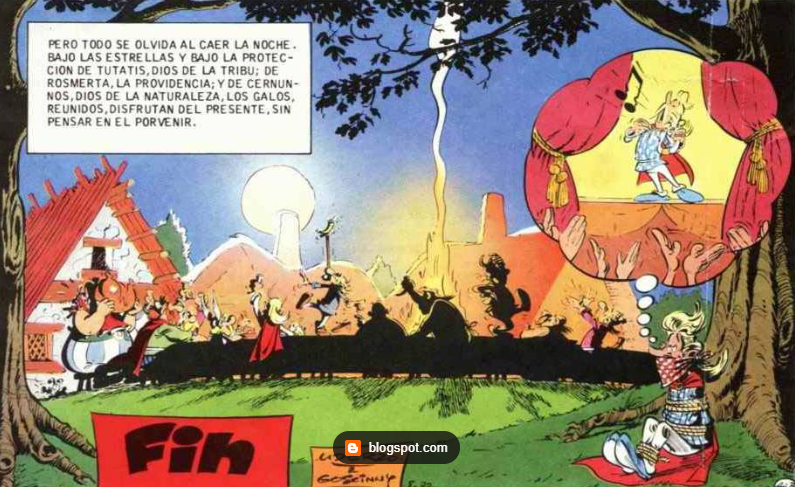 PERO TODO SE OLVIDA AL CAER LA NOCHE.
BAJO LAS ESTRELLAS Y BAJO LA PROTEC-
CION DE TUTATIS, DIOS DE LA TRIBU; DE
ROSMERTA, LA PROVIDENCIA; Y DE CERNUN-
NOS, DIOS DE LA NATURALEZA, LOS GALOS,
REUNIDOS, DISFRUTAN DEL PRESENTE, SIN
PENSAR EN EL PORVENIR.
Fin
blogspot.com
&
GOSCINNY